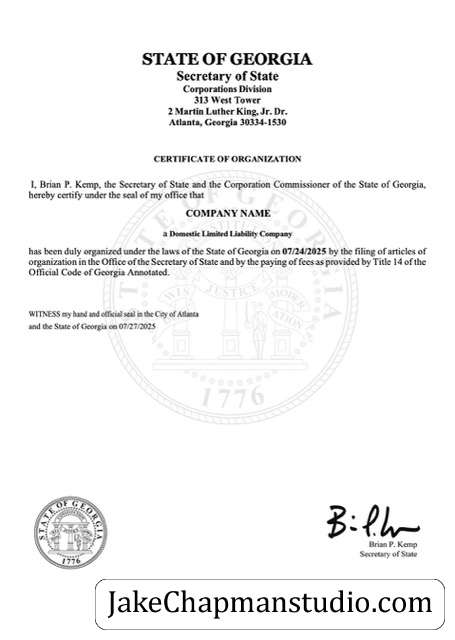 STATE OF GEORGIA
Secretary of State
Corporations Division
313 West Tower
2 Martin Luther King, Jr. Dr.
Atlanta, Georgia 30334-1530
CERTIFICATE OF ORGANIZATION
I, Brian P. Kemp, the Secretary of State and the Corporation Commissioner of the State of Georgia,
hereby certify under the seal of my office that
COMPANY NAME
a Domestic Limited Liability Company
has been duly organized under the laws of the State of Georgia on 07/24/2025 by the filing of articles of
organization in the Office of the Secretary of State and by the paying of fees as provided by Title 14 of the
Official Code of Georgia Annotated.
STATE OF GEORGIA
WISDOM JUSTICE MODERATION
1776
WITNESS my hand and official seal in the City of Atlanta
and the State of Georgia on 07/27/2025
STATE OF GEORGIA
1776
B
Brian P. Kemp
Secretary of State
JakeChapmanstudio.com